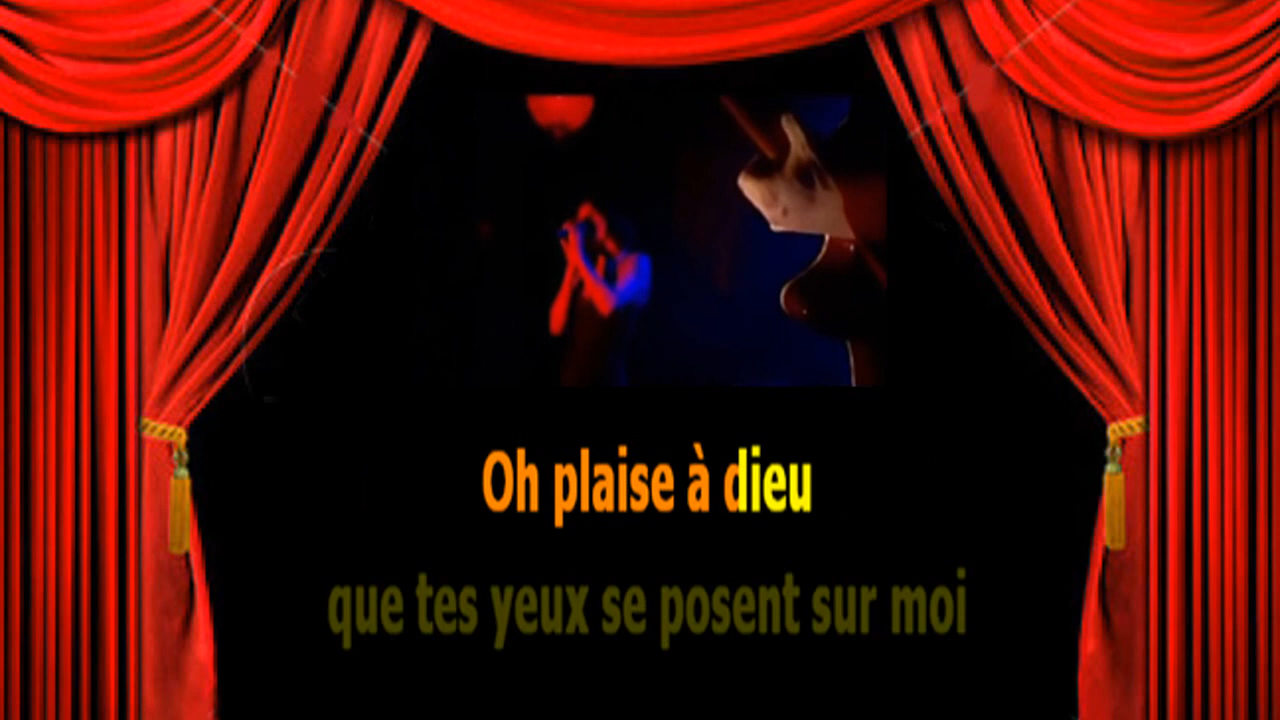 Oh plaise à dieu
que tes yeux se posent sur moi